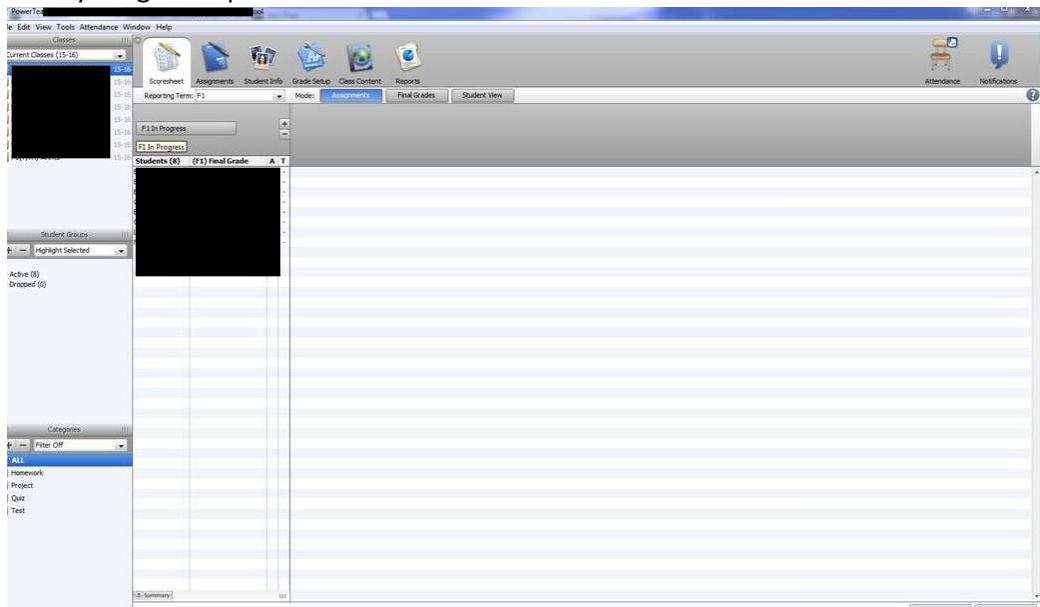 PowerTea
le Edit View Tools Attendance Window Help
Classes
Current Classes (15-16)
15-16
15-16
15-16
15-16
15-16
15-16
15-16
15-16
Student Groups
Highlight Selected
Active (8)
Dropped (0)
Categories
Filter Off
ALL
Homework
Project
Quiz
Test
Scoresheet Assignments Student Info Grade Setup Class Content Reports
Attendance Notifications
Reporting Term: F1 Mode: Assignments Final Grades Student View
F1 In Progress
F1 In Progress
Students (8) (F1) Final Grade A T
Summary